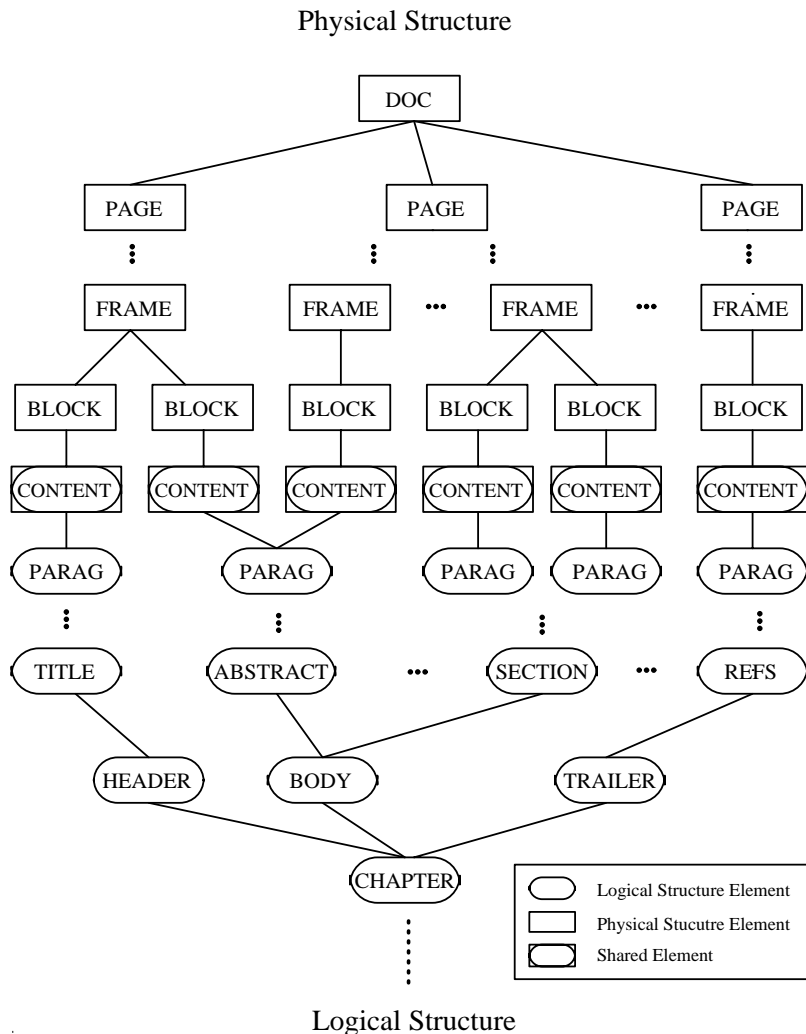 Physical Structure
DOC
PAGE PAGE PAGE
FRAME FRAME FRAME FRAME
BLOCK BLOCK BLOCK BLOCK BLOCK BLOCK
CONTENT CONTENT CONTENT CONTENT CONTENT CONTENT
PARAG PARAG PARAG PARAG PARAG
TITLE ABSTRACT SECTION REFS
HEADER BODY TRAILER
CHAPTER
Logical Structure Element
Physical Stucutre Element
Shared Element
Logical Structure